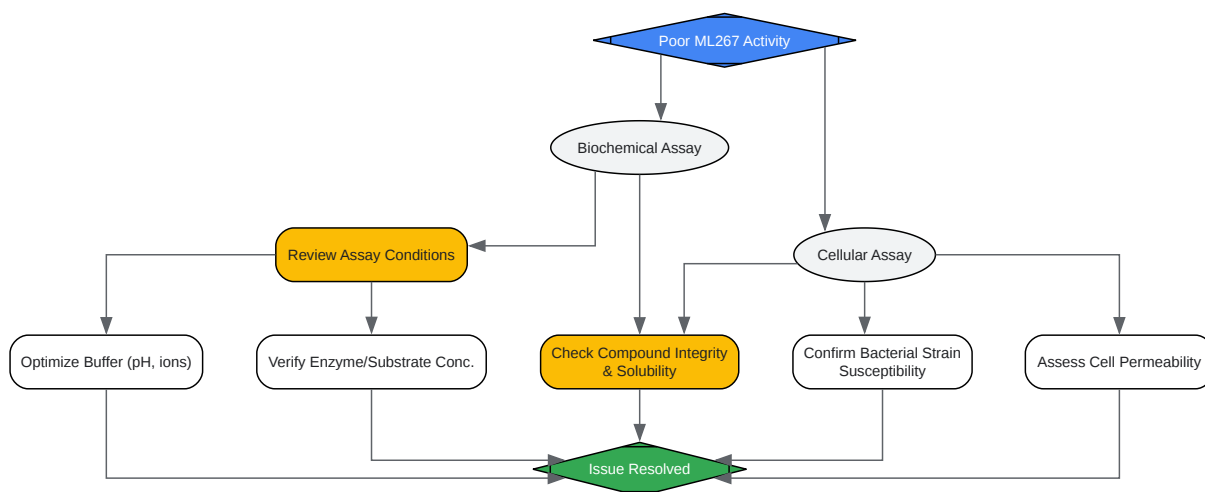 Poor ML267 Activity
Biochemical Assay
Review Assay Conditions
Cellular Assay
Optimize Buffer (pH, ions)
Verify Enzyme/Substrate Conc.
Check Compound Integrity
& Solubility
Confirm Bacterial Strain
Susceptibility
Assess Cell Permeability
Issue Resolved